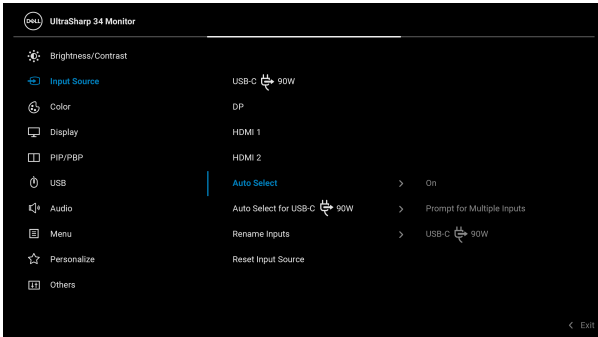 DELL UltraSharp 34 Monitor
Brightness/Contrast
Input Source USB-C 90W
Color DP
Display HDMI 1
PIP/PBP HDMI 2
USB Auto Select > On
Audio Auto Select for USB-C 90W > Prompt for Multiple Inputs
Menu Rename Inputs > USB-C 90W
Personalize Reset Input Source
Others
< Exit